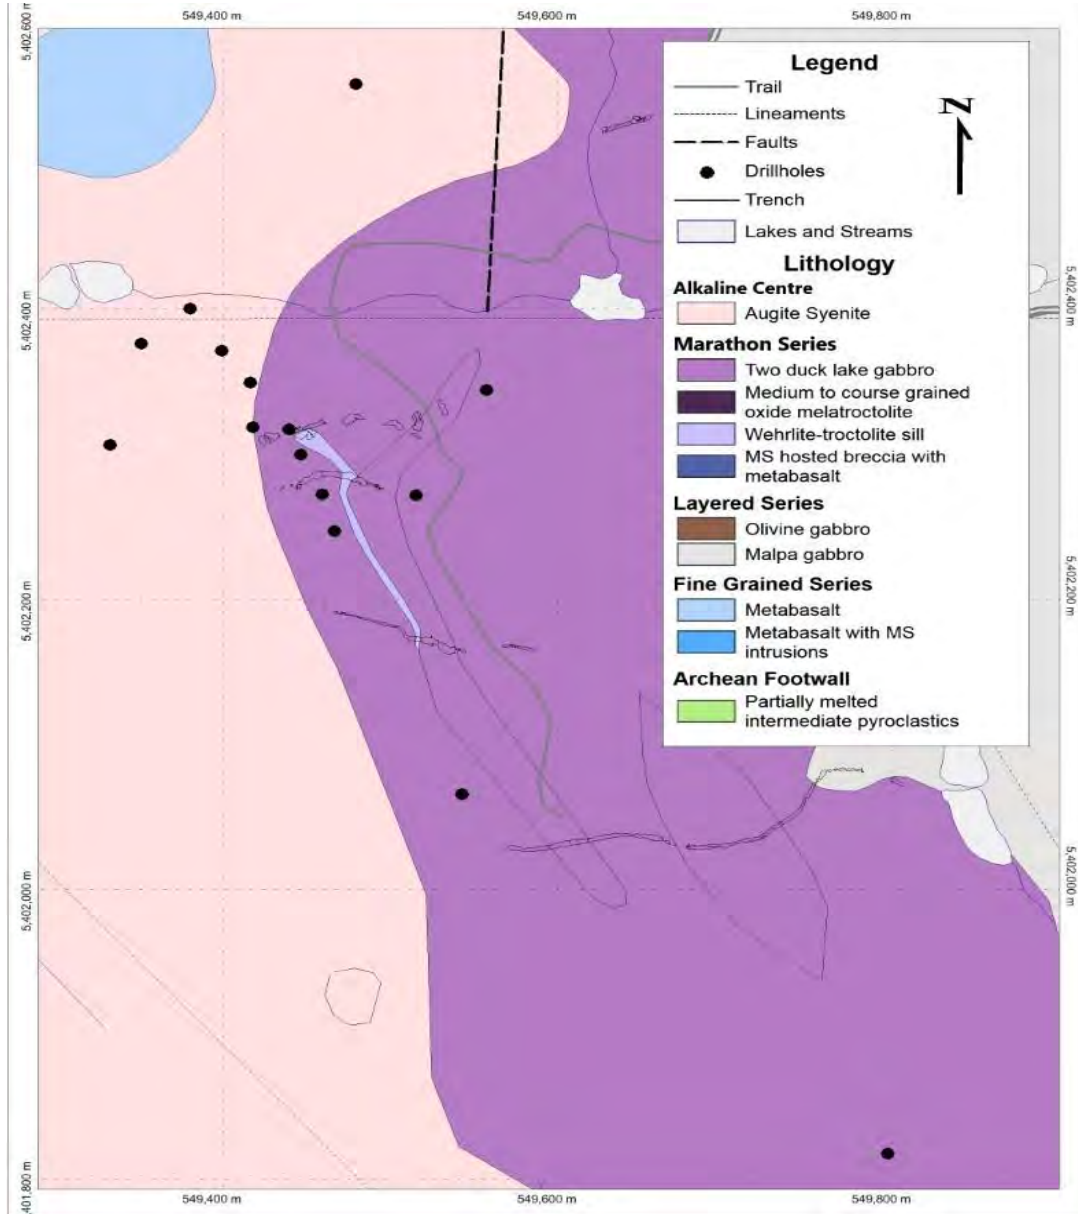 549,400 m
549,600 m
549,800 m
5,402,600 m
Legend
Trail
Lineaments
Faults
Drillholes
Trench
Lakes and Streams
N
Lithology
Alkaline Centre
Augite Syenite
Marathon Series
Two duck lake gabbro
Medium to course grained
oxide melatroctolite
Wehrlite-troctolite sill
MS hosted breccia with
metabasalt
Layered Series
Olivine gabbro
Malpa gabbro
Fine Grained Series
Metabasalt
Metabasalt with MS
intrusions
Archean Footwall
Partially melted
intermediate pyroclastics
5,402,400 m
5,402,400 m
5,402,200 m
5,402,200 m
5,402,000 m
5,402,000 m
401,800 m
549,400 m
549,600 m
549,800 m